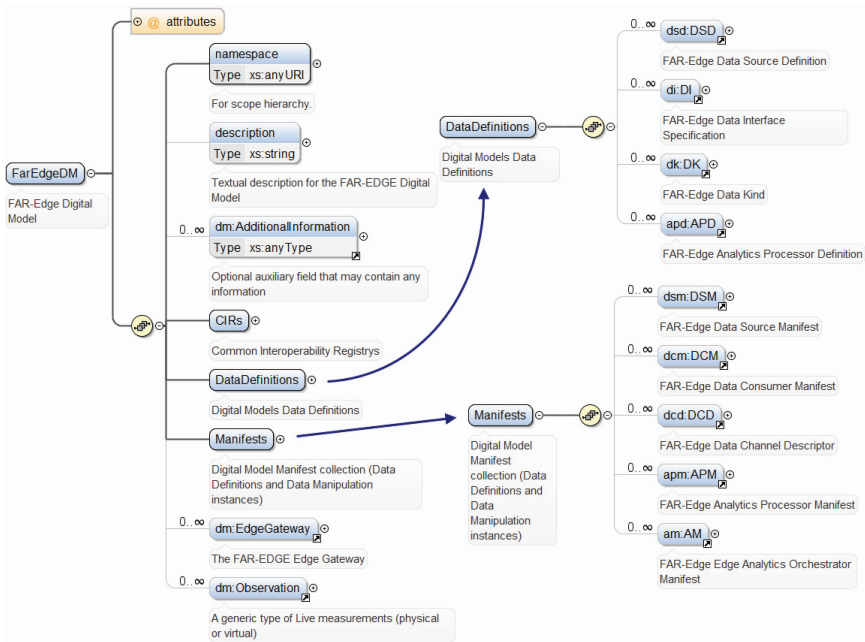 attributes
namespace
Type xs:anyURI
For scope hierarchy.
description
Type xs:string
Textual description for the FAR-EDGE Digital
Model
FarEdgeDM
FAR-Edge Digital
Model
0..∞
dm:AdditionalInformation
Type xs:anyType
Optional auxiliary field that may contain any
information
CIRs
Common Interoperability Registrys
DataDefinitions
Digital Models Data Definitions
Manifests
Digital Model Manifest collection (Data
Definitions and Data Manipulation
instances)
0..∞
dm:EdgeGateway
The FAR-EDGE Edge Gateway
0..∞
dm:Observation
A generic type of Live measurements (physical
or virtual)
DataDefinitions
Digital Models Data
Definitions
0..∞
dsd:DSD
FAR-Edge Data Source Definition
0..∞
di:DI
FAR-Edge Data Interface
Specification
0..∞
dk:DK
FAR-Edge Data Kind
0..∞
apd:APD
FAR-Edge Analytics Processor Definition
Manifests
Digital Model
Manifest
collection (Data
Definitions and
Data
Manipulation
instances)
0..∞
dsm:DSM
FAR-Edge Data Source Manifest
0..∞
dcm:DCM
FAR-Edge Data Consumer Manifest
0..∞
dcd:DCD
FAR-Edge Data Channel Descriptor
0..∞
apm:APM
FAR-Edge Analytics Processor Manifest
0..∞
am:AM
FAR-Edge Edge Analytics Orchestrator
Manifest